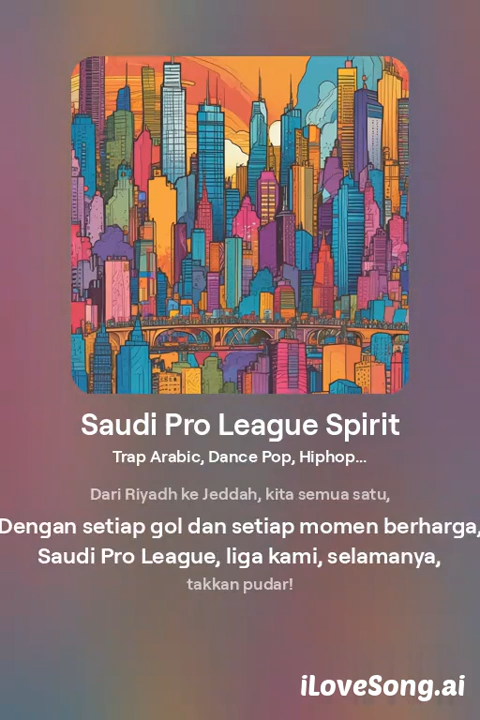 Saudi Pro League Spirit
Trap Arabic, Dance Pop, Hiphop...
Dari Riyadh ke Jeddah, kita semua satu,
Dengan setiap gol dan setiap momen berharga,
Saudi Pro League, liga kami, selamanya,
takkan pudar!
iLoveSong.ai